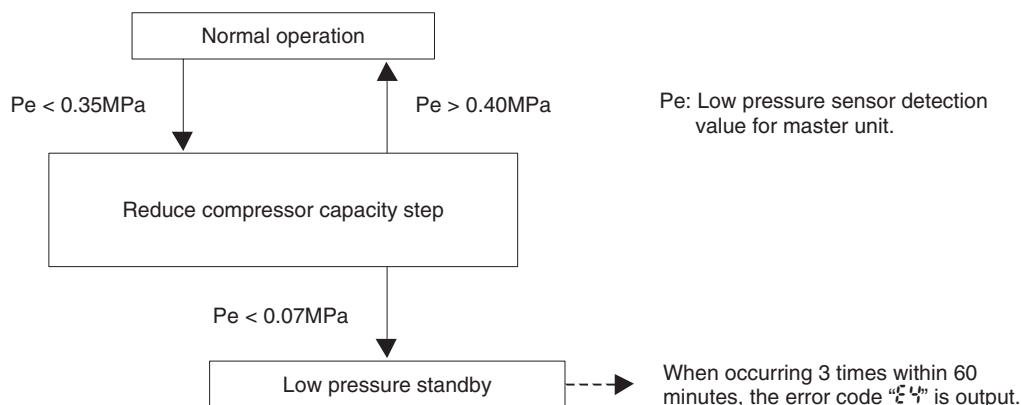 Normal operation
Pe < 0.35MPa
Pe > 0.40MPa
Pe: Low pressure sensor detection
value for master unit.
Reduce compressor capacity step
Pe < 0.07MPa
Low pressure standby
When occurring 3 times within 60
minutes, the error code “E4” is output.